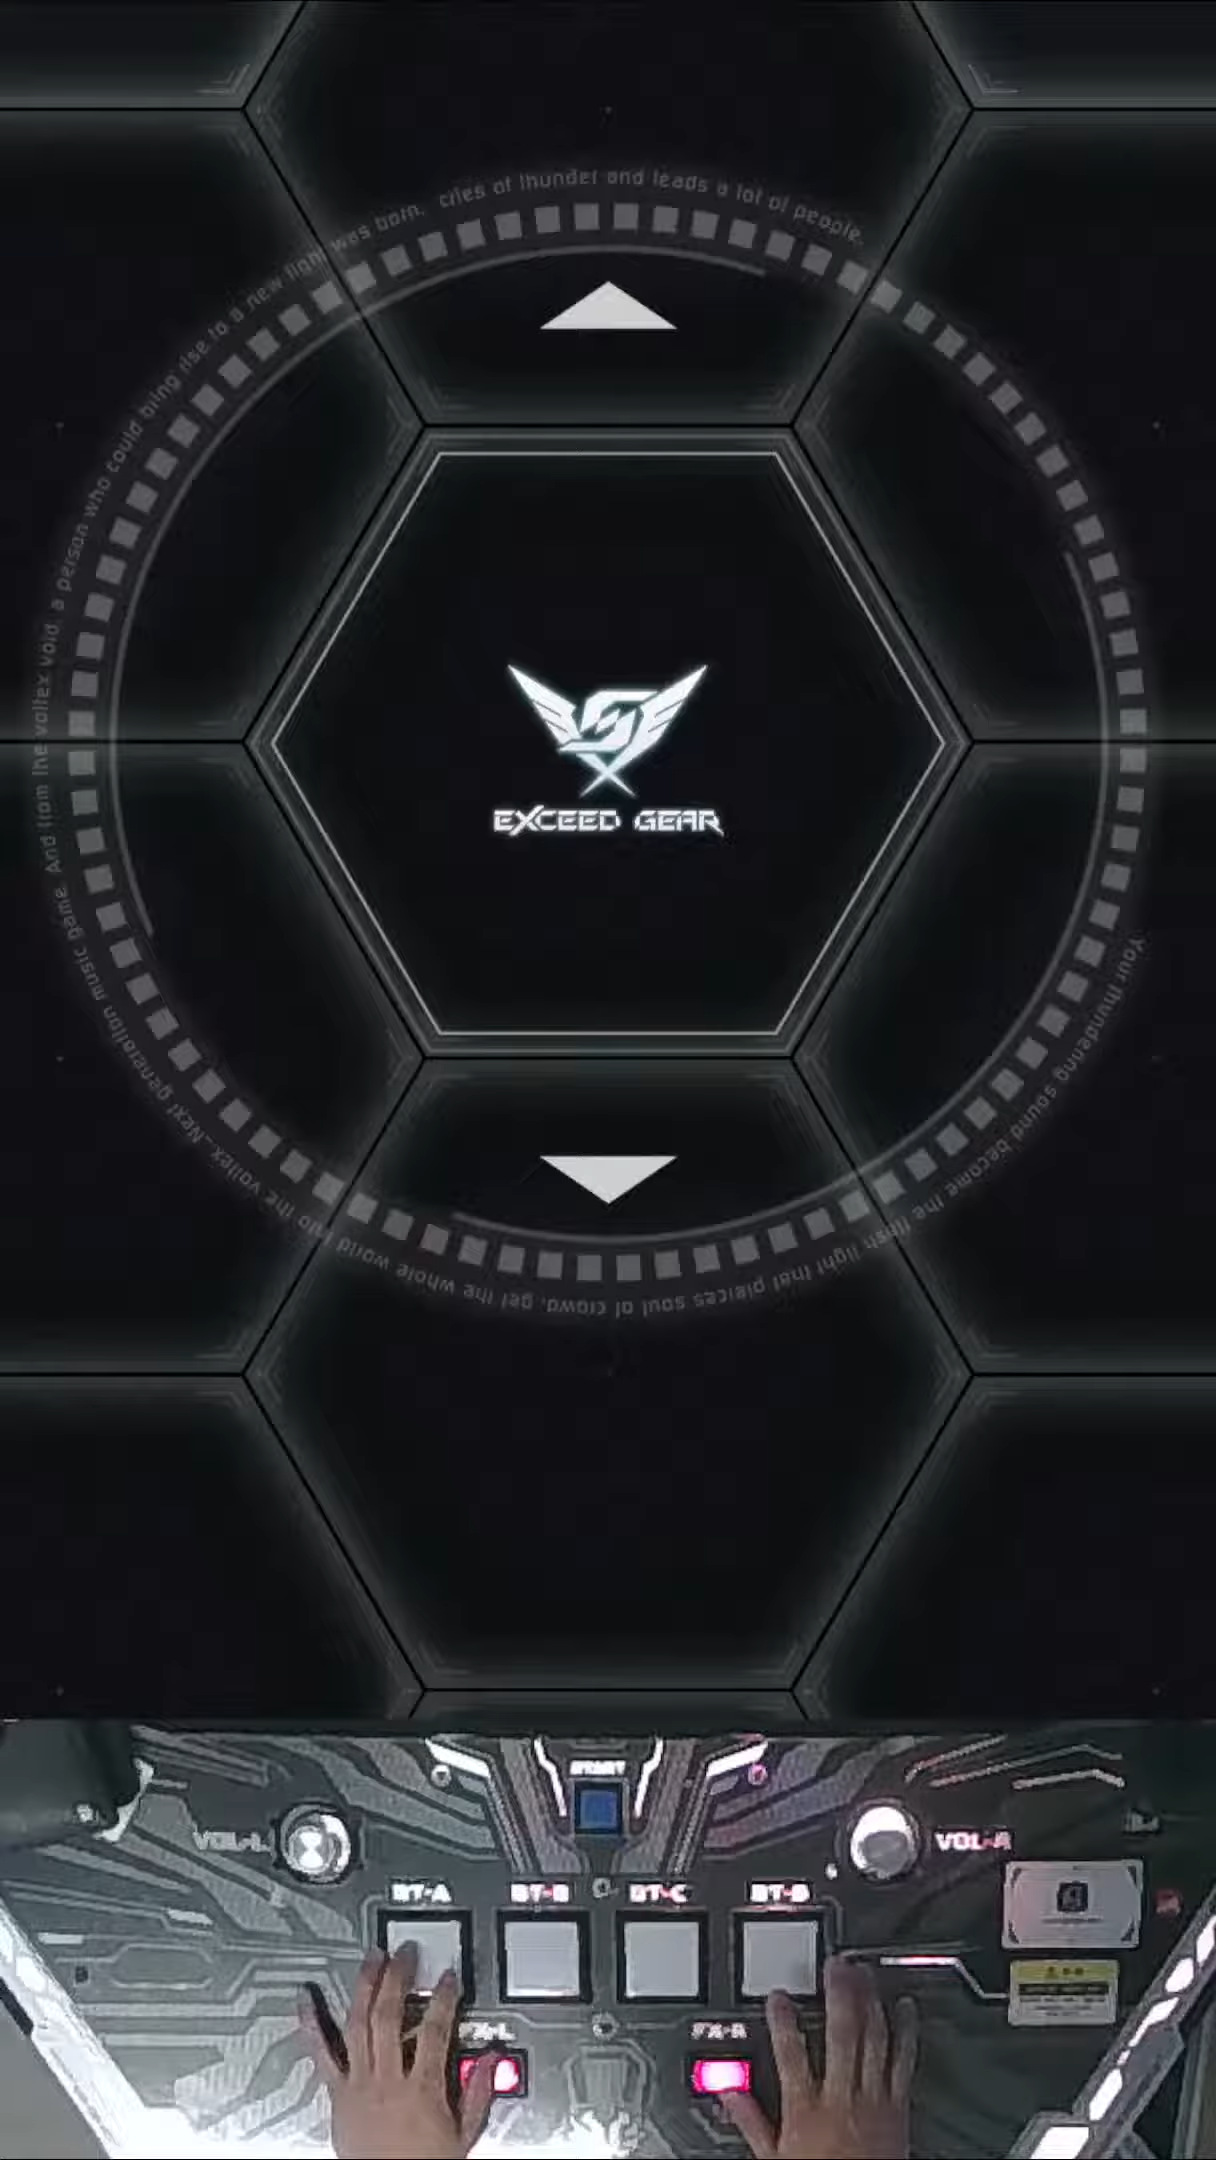 Your thundering sound become the flash light that pierces soul of crowd, get the whole world into the voltex...Next generation music game. And from the voltex void, a person who could bring rise to a new light was born, cries of thunder and leads a lot of people.
EXCEED GEAR
START
VOL-L
VOL-R
BT-A
BT-B
BT-C
BT-D
FX-L
FX-R